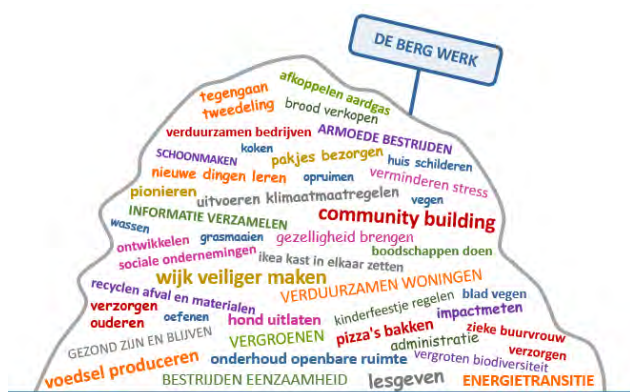 DE BERG WERK
afkoppelen aardgas
tegengaan
tweedeling
brood verkopen
verduurzamen bedrijven
ARMOEDE BESTRIJDEN
koken
SCHOONMAKEN
pakjes bezorgen
huis schilderen
nieuwe dingen leren
opruimen
verminderen stress
pionieren
uitvoeren klimaatmaatregelen
vegen
INFORMATIE VERZAMELEN
community building
wassen
ontwikkelen
grasmaaien
gezelligheid brengen
sociale ondernemingen
ikea kast in elkaar zetten
boodschappen doen
wijk veiliger maken
VERDUURZAMEN WONINGEN
recyclen afval en materialen
verzorgen
ouderen
oefenen
hond uitlaten
kinderfeestje regelen
blad vegen
impactmeten
GEZOND ZIJN EN BLIJVEN
VERGROENEN
pizza's bakken
administratie
zieke buurvrouw
verzorgen
voedsel produceren
onderhoud openbare ruimte
vergroten biodiversiteit
BESTRIJDEN EENZAAMHEID
lesgeven
ENERGIETRANSITIE